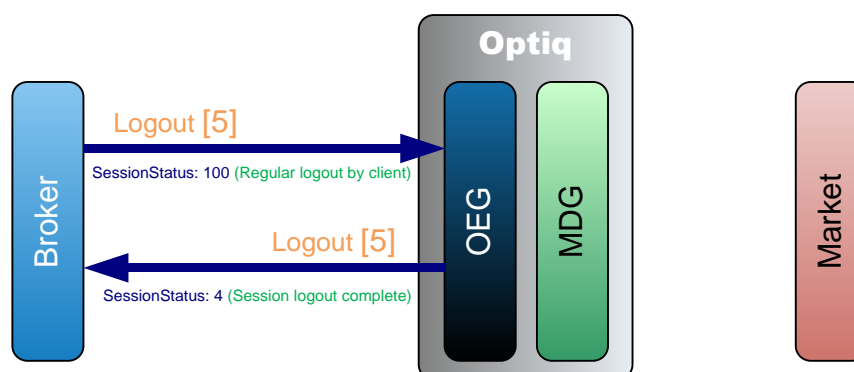 Optiq
Logout [5]
SessionStatus: 100 (Regular logout by client)
Broker
OEG
MDG
Market
Logout [5]
SessionStatus: 4 (Session logout complete)